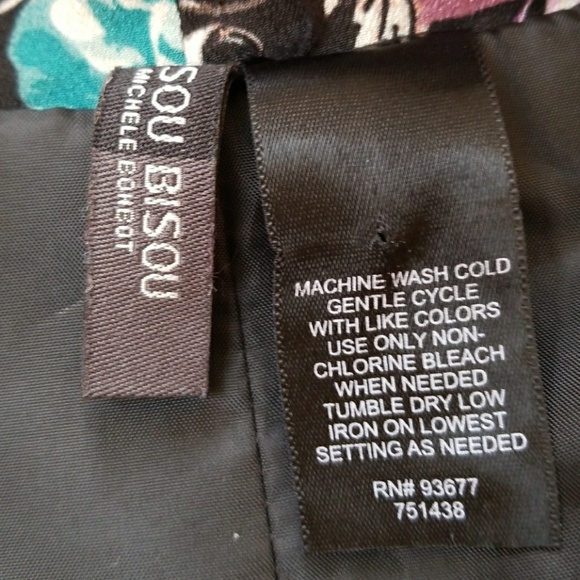 SOU BISOU
MICHELE BOHBOT
MACHINE WASH COLD
GENTLE CYCLE
WITH LIKE COLORS
USE ONLY NON-
CHLORINE BLEACH
WHEN NEEDED
TUMBLE DRY LOW
IRON ON LOWEST
SETTING AS NEEDED
RN# 93677
751438